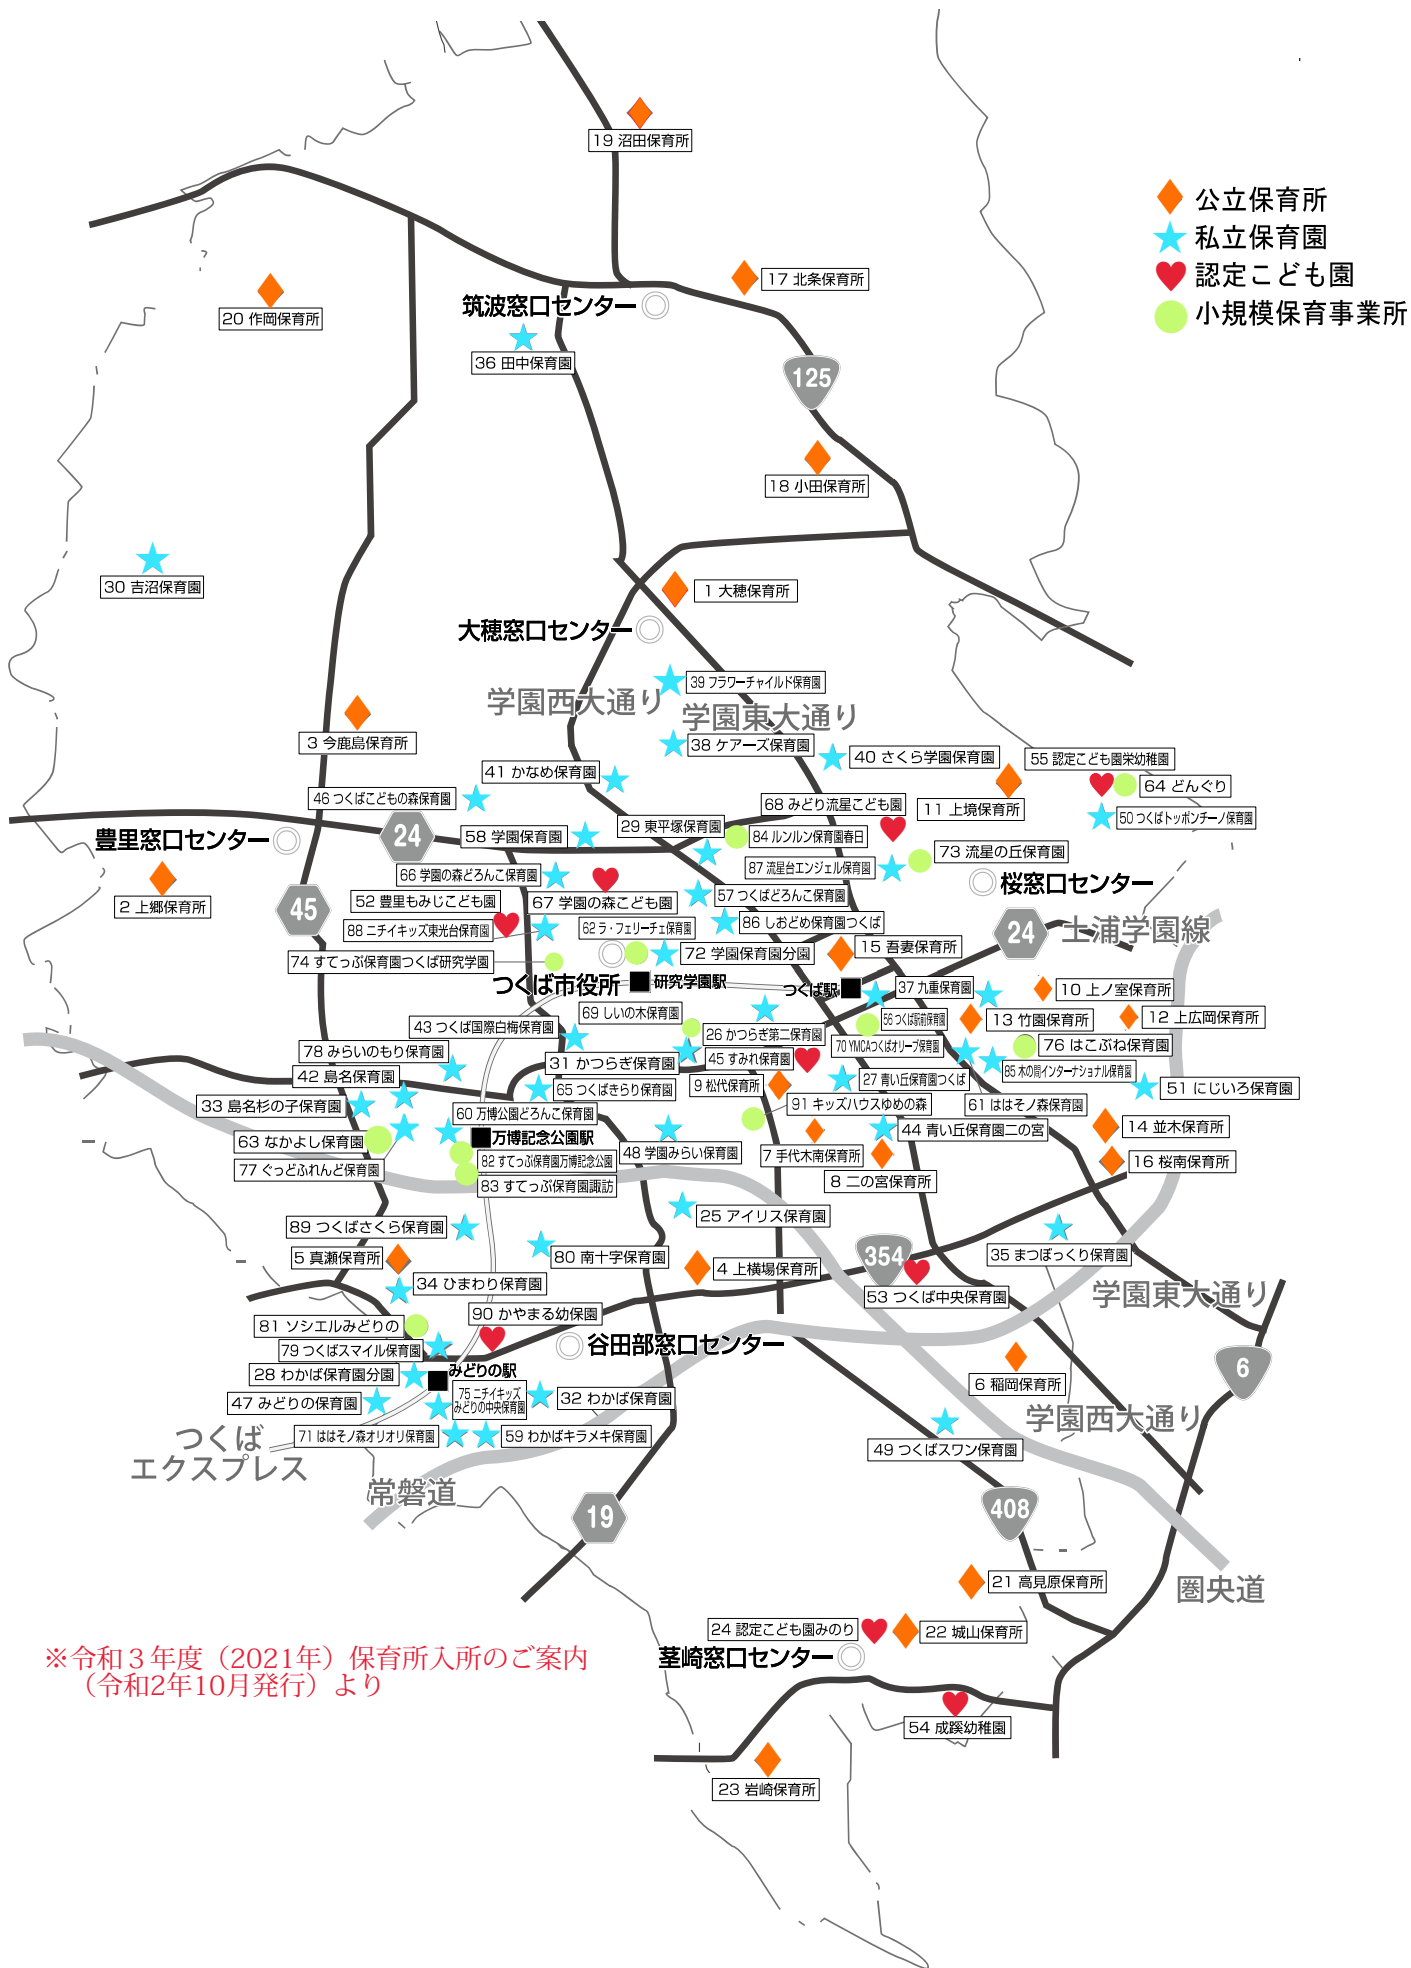 19 沼田保育所
公立保育所
私立保育園
認定こども園
小規模保育事業所
17 北条保育所
20 作岡保育所
筑波窓口センター
36 田中保育園
125
18 小田保育所
30 吉沼保育園
1 大穂保育所
大穂窓口センター
39 フラワーチャイルド保育園
学園西大通り
学園東大通り
3 今鹿島保育所
38 ケアーズ保育園
40 さくら学園保育園
55 認定こども園栄幼稚園
41 かなめ保育園
64 どんぐり
46 つくばこどもの森保育園
68 みどり流星こども園
11 上境保育所
50 つくばトッポンチーノ保育園
29 東平塚保育園
24
58 学園保育園
84 ルンルン保育園春日
豊里窓口センター
73 流星の丘保育園
87 流星台エンジェル保育園
66 学園の森どろんこ保育園
桜窓口センター
52 豊里もみじこども園
67 学園の森こども園
57 つくばどろんこ保育園
2 上郷保育所
45
88 ニチイキッズ東光台保育園
62 ラ・フェリーチェ保育園
86 しおどめ保育園つくば
24
土浦学園線
72 学園保育園分園
15 吾妻保育所
74 すてっぷ保育園つくば研究学園
つくば市役所
研究学園駅
つくば駅
37 九重保育園
10 上ノ室保育所
69 しいの木保育園
56 つくば駅前保育園
13 竹園保育所
12 上広岡保育所
43 つくば国際白梅保育園
26 かつらぎ第二保育園
70 YMCAつくばオリーブ保育園
76 はこぶね保育園
78 みらいのもり保育園
31 かつらぎ保育園
45 すみれ保育園
85 木の間インターナショナル保育園
42 島名保育園
65 つくばきらり保育園
9 松代保育所
27 青い丘保育園つくば
51 にじいろ保育園
33 島名杉の子保育園
60 万博公園どろんこ保育園
91 キッズハウスゆめの森
61 ははそノ森保育園
63 なかよし保育園
万博記念公園駅
44 青い丘保育園二の宮
14 並木保育所
77 ぐっどふれんど保育園
82 すてっぷ保育園万博記念公園
48 学園みらい保育園
7 手代木南保育所
16 桜南保育所
83 すてっぷ保育園諏訪
8 二の宮保育所
89 つくばさくら保育園
25 アイリス保育園
5 真瀬保育所
80 南十字保育園
4 上横場保育所
354
35 まつぼっくり保育園
34 ひまわり保育園
53 つくば中央保育園
学園東大通り
90 かやまる幼保園
81 ソシエルみどりの
79 つくばスマイル保育園
谷田部窓口センター
28 わかば保育園分園
みどりの駅
6
6 稲岡保育所
75 ニチイキッズ
みどりの中央保育園
47 みどりの保育園
32 わかば保育園
学園西大通り
つくば
エクスプレス
71 ははそノ森オリオリ保育園
59 わかばキラメキ保育園
49 つくばスワン保育園
常磐道
19
408
21 高見原保育所
圏央道
24 認定こども園みのり
22 城山保育所
茎崎窓口センター
※令和３年度（2021年）保育所入所のご案内
（令和2年10月発行）より
54 成蹊幼稚園
23 岩崎保育所